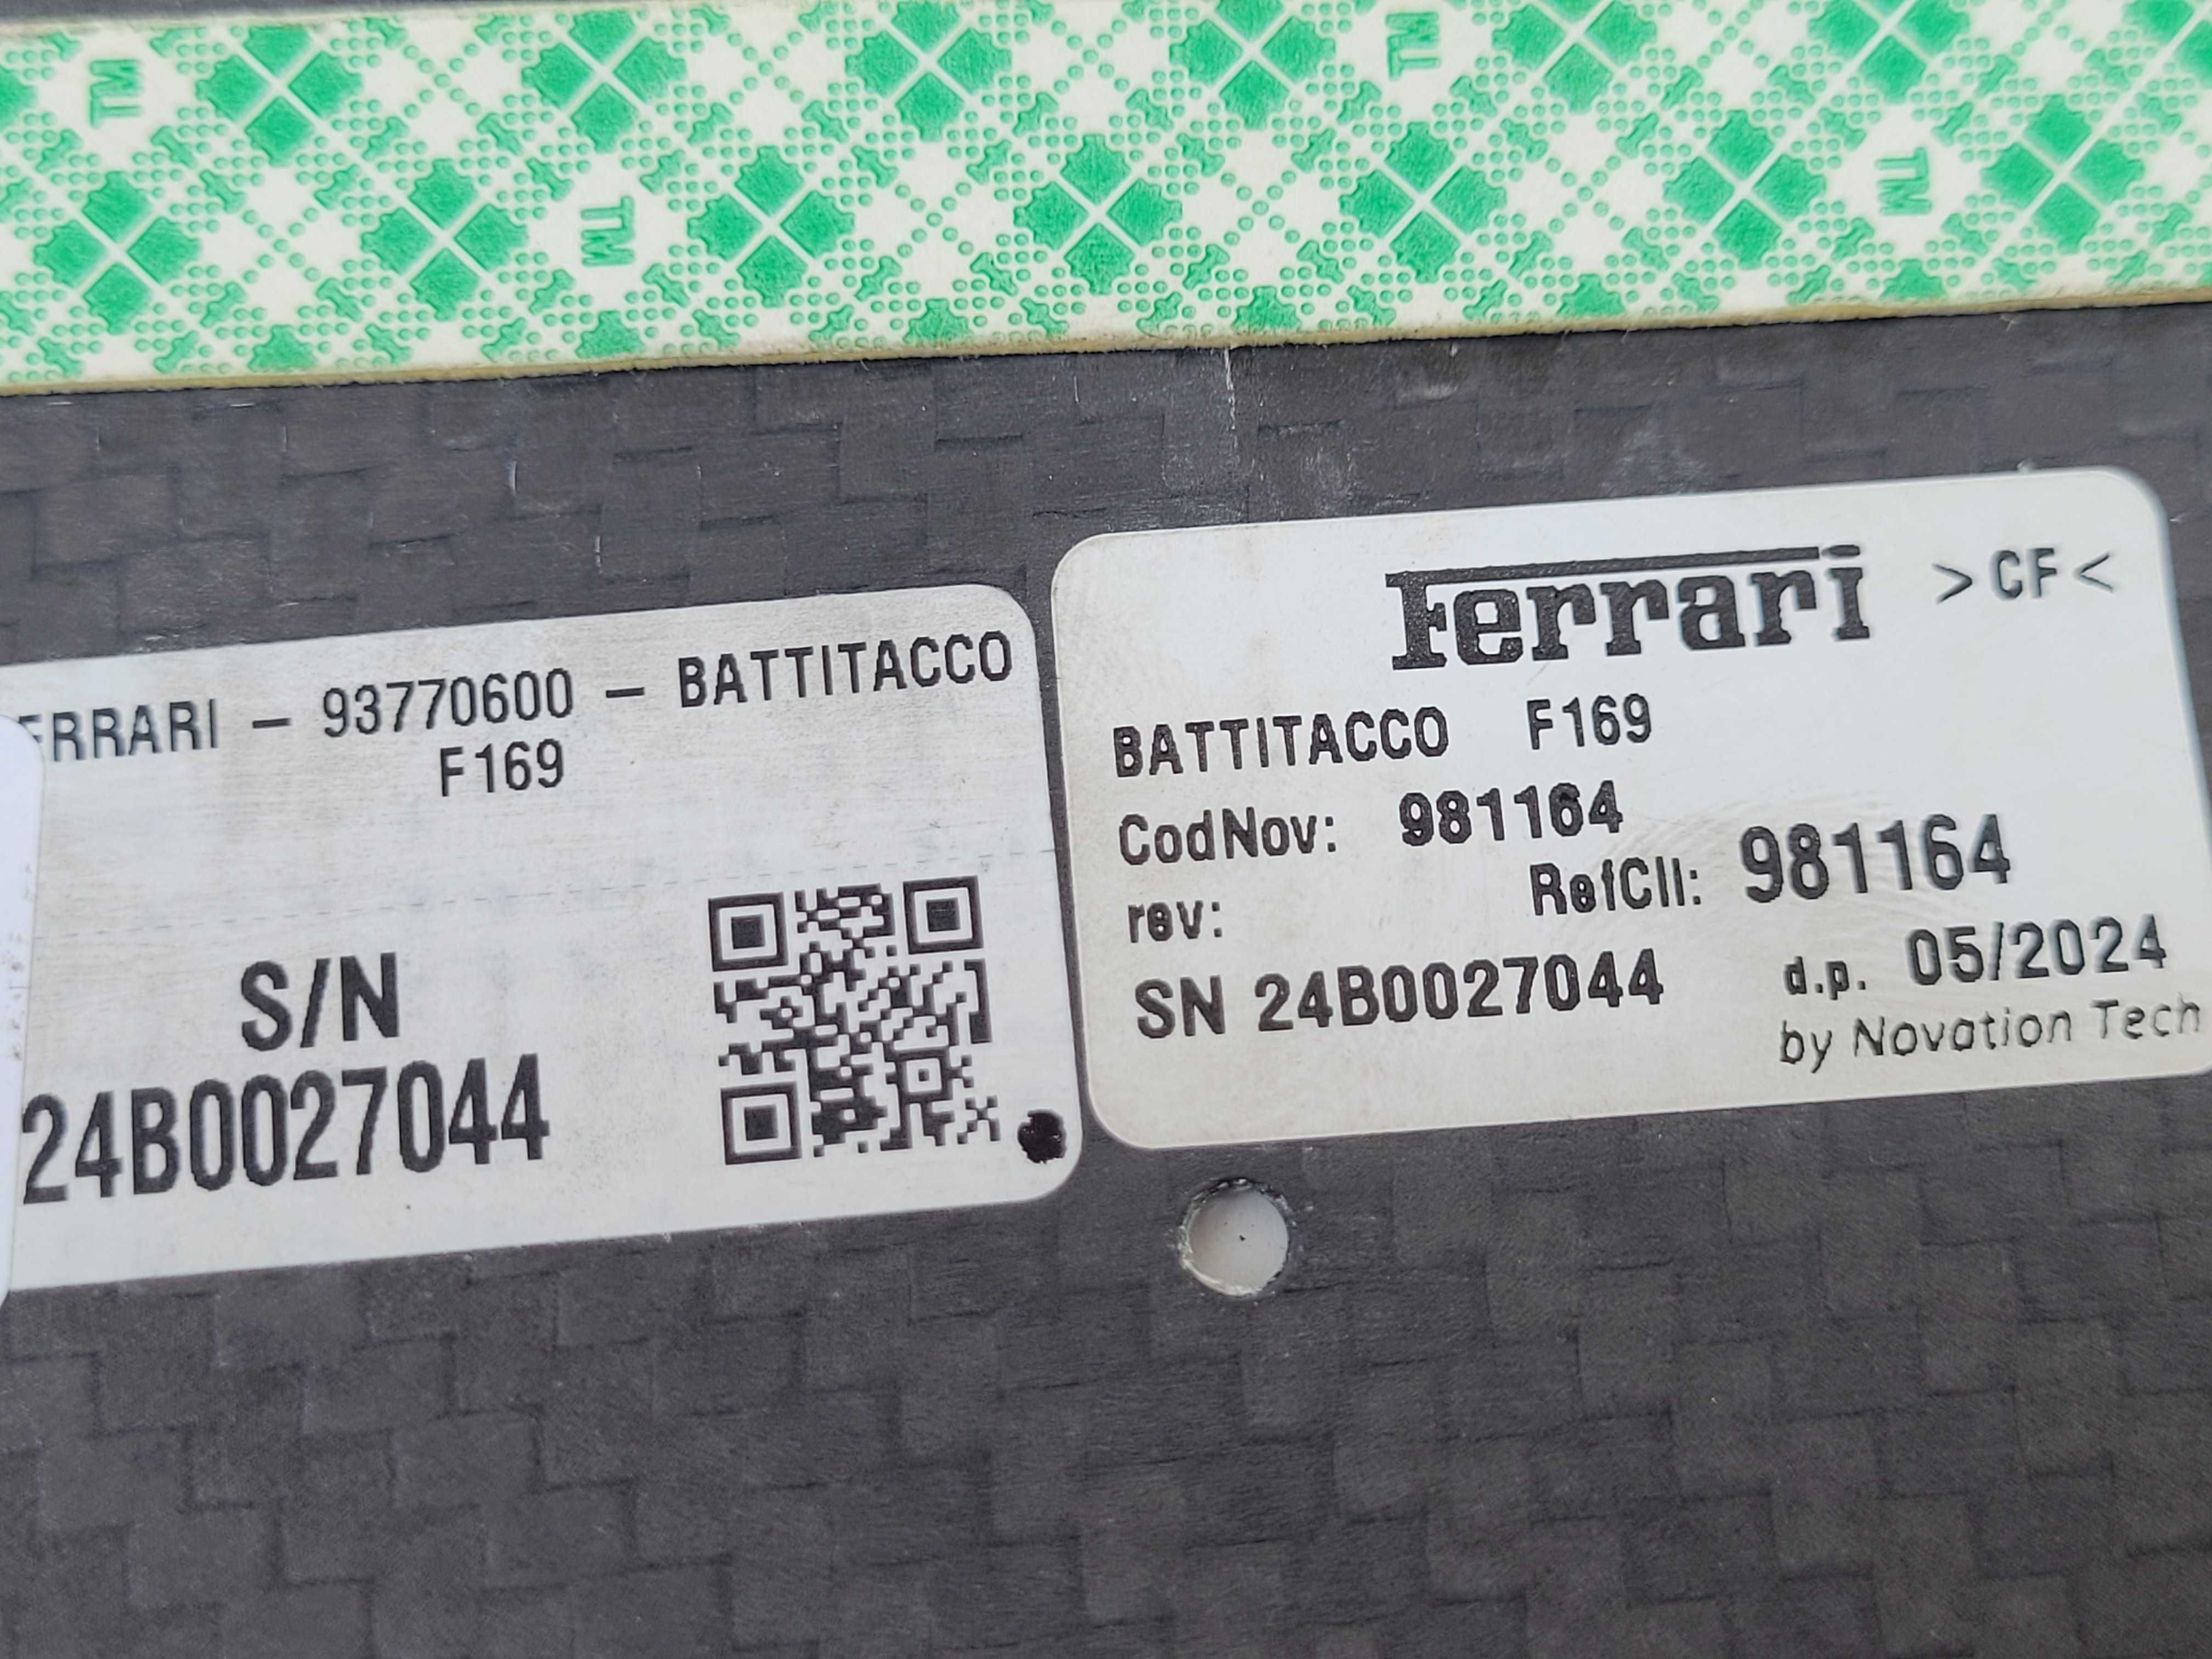 TM
TM
TM
TM
FERRARI - 93770600 - BATTITACCO
F169
S/N
24B0027044
Ferrari >CF<
BATTITACCO F169
CodNov: 981164
rev: RefCli: 981164
SN 24B0027044 d.p. 05/2024
by Novation Tech